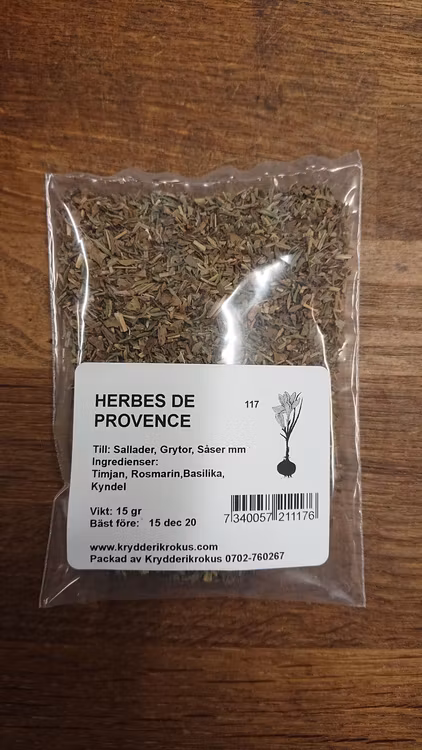 HERBES DE
PROVENCE
117
Till: Sallader, Grytor, Såser mm
Ingredienser:
Timjan, Rosmarin,Basilika,
Kyndel
Vikt: 15 gr
Bäst före: 15 dec 20
7 340057 211176
www.krydderikrokus.com
Packad av Krydderikrokus 0702-760267